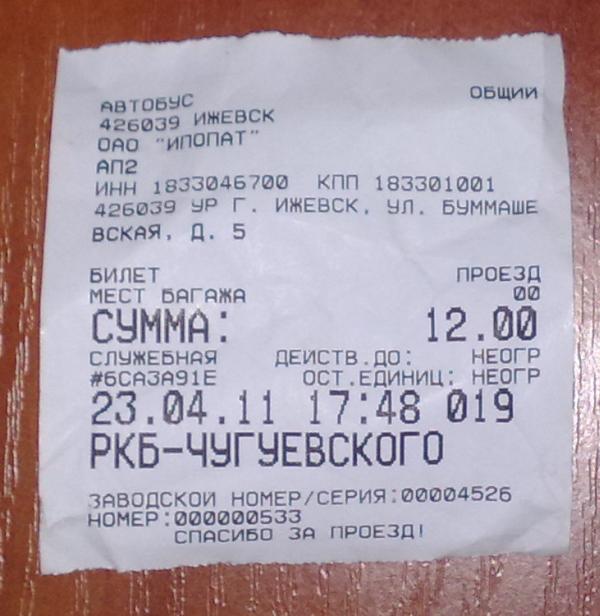 АВТОБУС ОБЩИЙ
426039 ИЖЕВСК
ОАО "ИПОПАТ"
АП2
ИНН 1833046700 КПП 183301001
426039 УР Г. ИЖЕВСК, УЛ. БУММАШЕ
ВСКАЯ, Д. 5
БИЛЕТ ПРОЕЗД
МЕСТ БАГАЖА 00
СУММА: 12.00
СЛУЖЕБНАЯ ДЕЙСТВ.ДО: НЕОГР
#6CA3A91E ОСТ.ЕДИНИЦ: НЕОГР
23.04.11 17:48 019
РКБ-ЧУГУЕВСКОГО
ЗАВОДСКОЙ НОМЕР/СЕРИЯ:00004526
НОМЕР:000000533
СПАСИБО ЗА ПРОЕЗД!